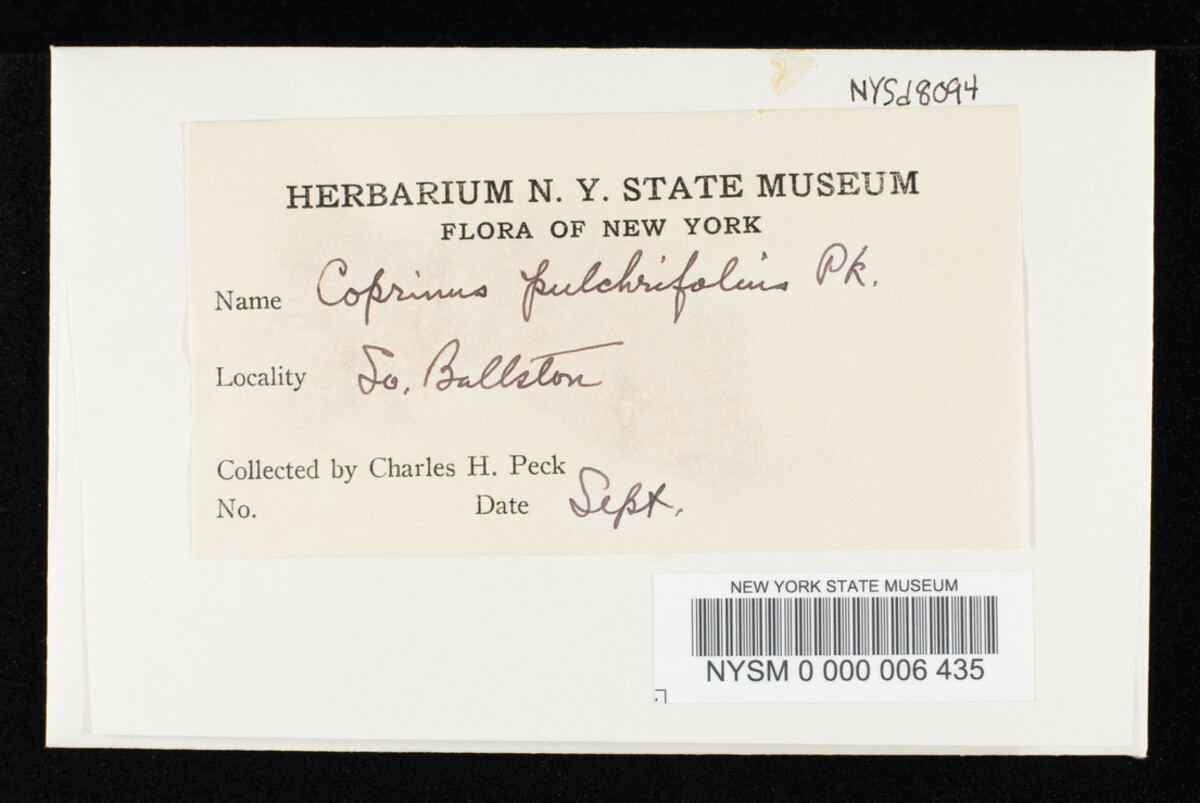 NYSd8094
HERBARIUM N. Y. STATE MUSEUM
FLORA OF NEW YORK
Name Coprinus pulchrifolius Pk.
Locality So. Ballston
Collected by Charles H. Peck
No. Date Sept.
NEW YORK STATE MUSEUM
NYSM 0 000 006 435